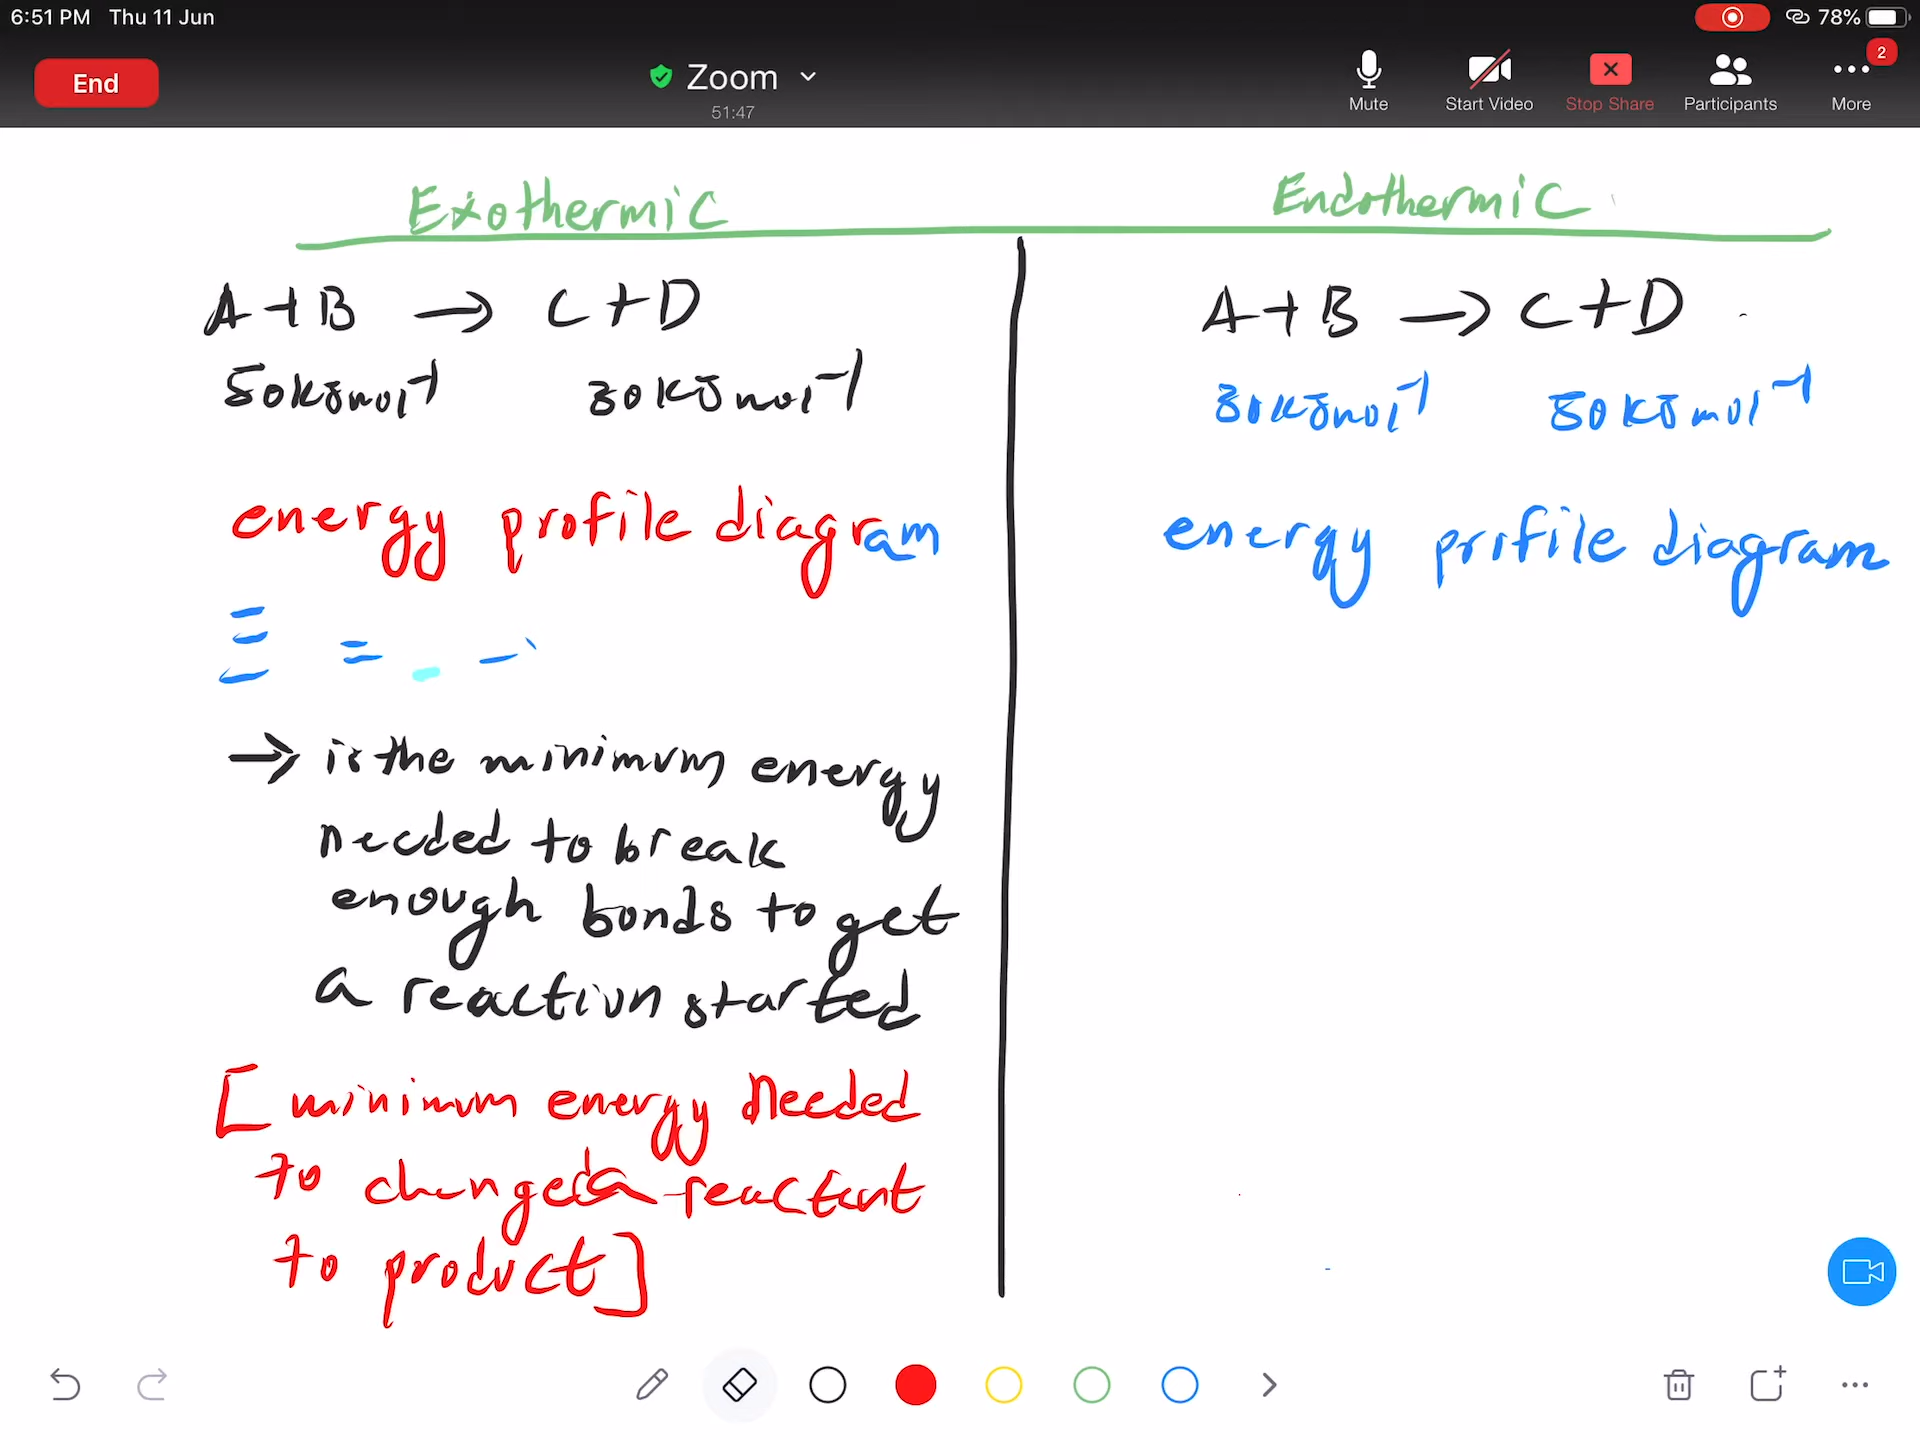 6:51 PM Thu 11 Jun
78%
End
Zoom
51:47
Mute
Start Video
Stop Share
Participants
2
More
Exothermic
Endothermic
A+B → C+D
50KJmol⁻¹ 30KJmol⁻¹
energy profile diagram
→ is the minimum energy
needed to break
enough bonds to get
a reaction started
[minimum energy needed
to change a reactant
to product]
A+B → C+D
30KJmol⁻¹ 50KJmol⁻¹
energy profile diagram